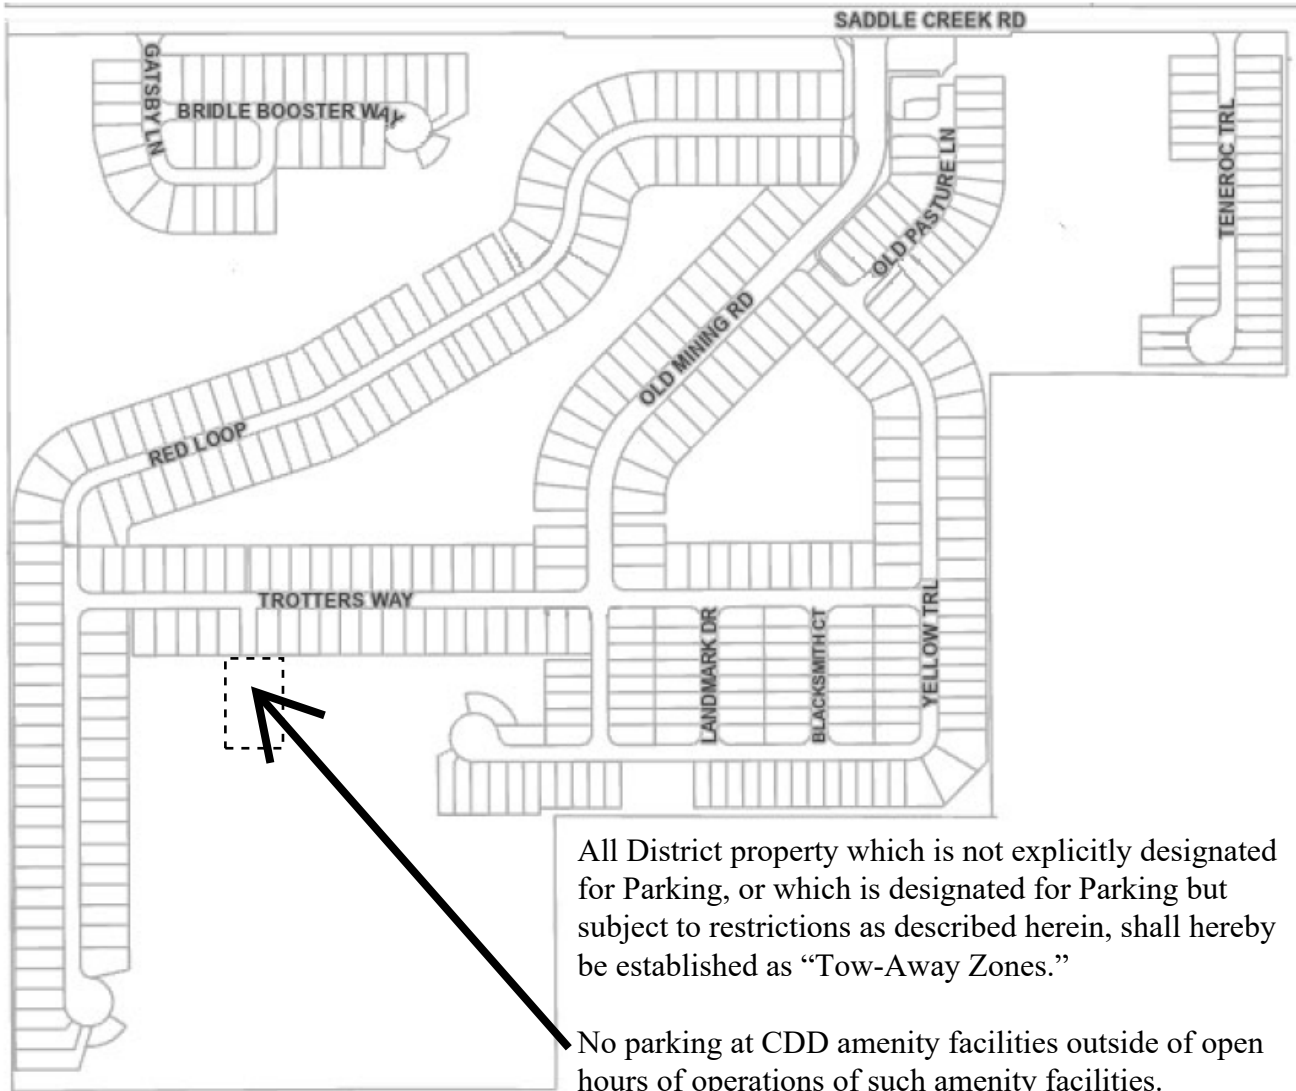 SADDLE CREEK RD
GATSBY LN
BRIDLE BOOSTER WAY
TENEROC TRL
OLD PASTURE LN
OLD MINING RD
RED LOOP
TROTTERS WAY
LANDMARK DR
BLACKSMITH CT
YELLOW TRL
All District property which is not explicitly designated
for Parking, or which is designated for Parking but
subject to restrictions as described herein, shall hereby
be established as “Tow-Away Zones.”
No parking at CDD amenity facilities outside of open
hours of operations of such amenity facilities.